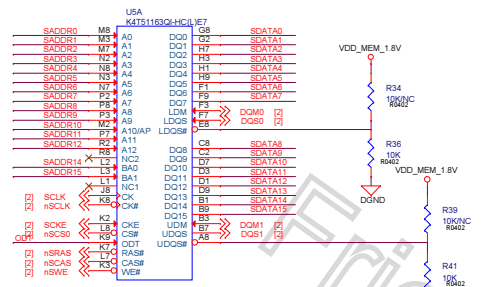 U5A
K4T51163QI-HC(L)E7
SADDR0 M8 A0 DQ0 G8 SDATA0
SADDR1 M3 A1 DQ1 G2 SDATA1
SADDR2 M7 A2 DQ2 H7 SDATA2
SADDR3 N2 A3 DQ3 H3 SDATA3
SADDR4 N8 A4 DQ4 H1 SDATA4
SADDR5 N3 A5 DQ5 H9 SDATA5
SADDR6 N7 A6 DQ6 F1 SDATA6
SADDR7 P2 A7 DQ7 F9 SDATA7
SADDR8 P8 A8 LDM F3 DQM0 [2]
SADDR9 P3 A9 LDQS F7 DQS0 [2]
SADDR10 M2 A10/AP LDQS# E8
SADDR11 P7 A11
SADDR12 R2 A12 DQ8 C8 SDATA8
R8 NC2 DQ9 C2 SDATA9
SADDR14 L2 BA0 DQ10 D7 SDATA10
SADDR15 L3 BA1 DQ11 D3 SDATA11
L1 NC1 DQ12 D1 SDATA12
[2] SCLK J8 CK DQ13 D9 SDATA13
[2] nSCLK K8 CK# DQ14 B1 SDATA14
DQ15 B9 SDATA15
[2] SCKE K2 CKE UDM B3 DQM1 [2]
[2] nSCS0 L8 CS# UDQS B7 DQS1 [2]
ODT K9 ODT UDQS# A8
[2] nSRAS K7 RAS#
[2] nSCAS L7 CAS#
[2] nSWE K3 WE#
VDD_MEM_1.8V
R34
10K/NC
R0402
R36
10K
R0402
DGND
VDD_MEM_1.8V
R39
10K/NC
R0402
R41
10K
R0402